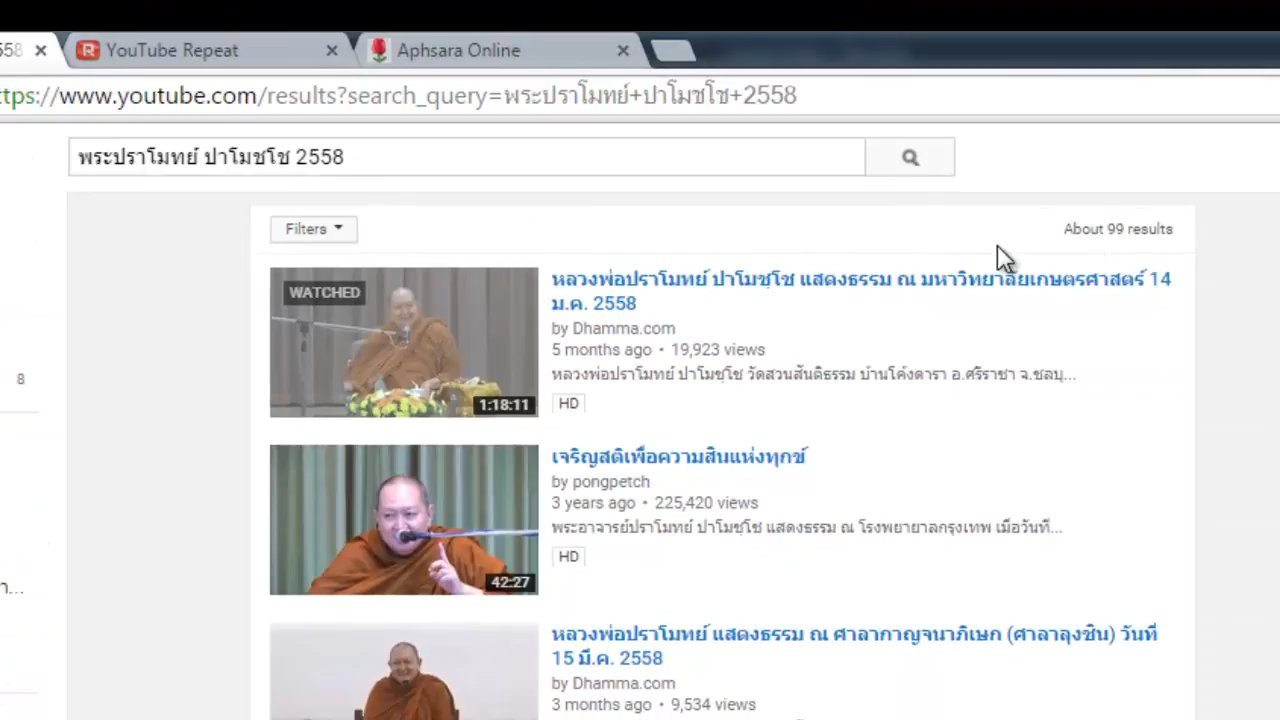 558
YouTube Repeat
Aphsara Online
ttps://www.youtube.com/results?search_query=พระปราโมทย์+ปาโมชโช+2558
พระปราโมทย์ ปาโมชโช 2558
Filters
About 99 results
WATCHED
1:18:11
หลวงพ่อปราโมทย์ ปาโมชฺโช แสดงธรรม ณ มหาวิทยาลัยเกษตรศาสตร์ 14
ม.ค. 2558
by Dhamma.com
5 months ago • 19,923 views
หลวงพ่อปราโมทย์ ปาโมชฺโช วัดสวนสันติธรรม บ้านโค้งดารา อ.ศรีราชา จ.ชลบุ...
HD
8
42:27
เจริญสติเพื่อความสิ้นแห่งทุกข์
by pongpetch
3 years ago • 225,420 views
พระอาจารย์ปราโมทย์ ปาโมชฺโช แสดงธรรม ณ โรงพยาบาลกรุงเทพ เมื่อวันที่...
HD
า...
หลวงพ่อปราโมทย์ แสดงธรรม ณ ศาลากาญจนาภิเษก (ศาลาลุงชิน) วันที่
15 มี.ค. 2558
by Dhamma.com
3 months ago • 9,534 views